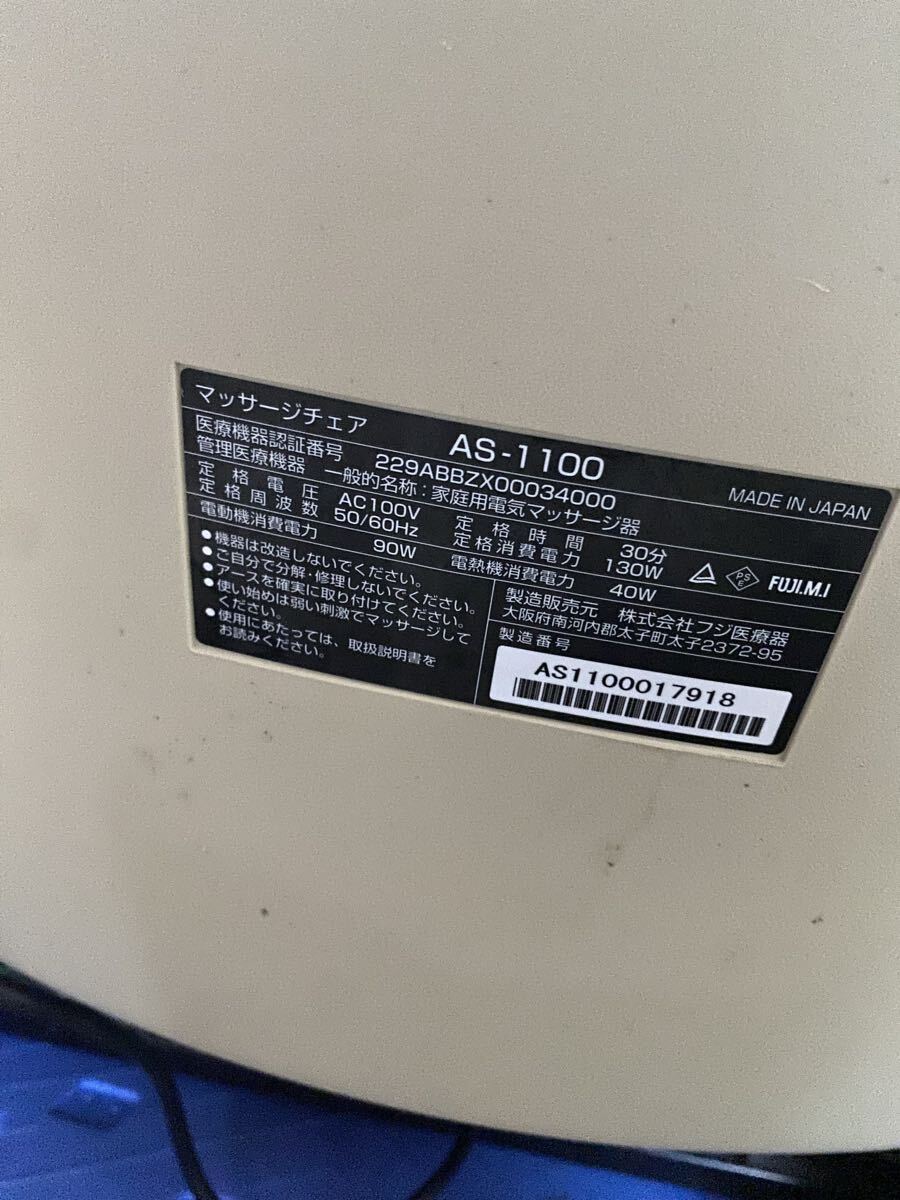 マッサージチェア AS-1100 MADE IN JAPAN
医療機器認証番号 229ABBZX00034000
管理医療機器 一般的名称:家庭用電気マッサージ器
定格電圧 AC100V 定格時間 30分
定格周波数 50/60Hz 定格消費電力 130W
電動機消費電力 90W 電熱機消費電力 40W
PSE FUJI.M.I
●機器は改造しないでください。
●ご自分で分解・修理しないでください。
●アースを確実に取り付けてください。
●使い始めは弱い刺激でマッサージして
ください。
●使用にあたっては、取扱説明書を
お読みください。
製造販売元 株式会社フジ医療器
大阪府南河内郡太子町太子2372-95
製造番号
AS1100017918